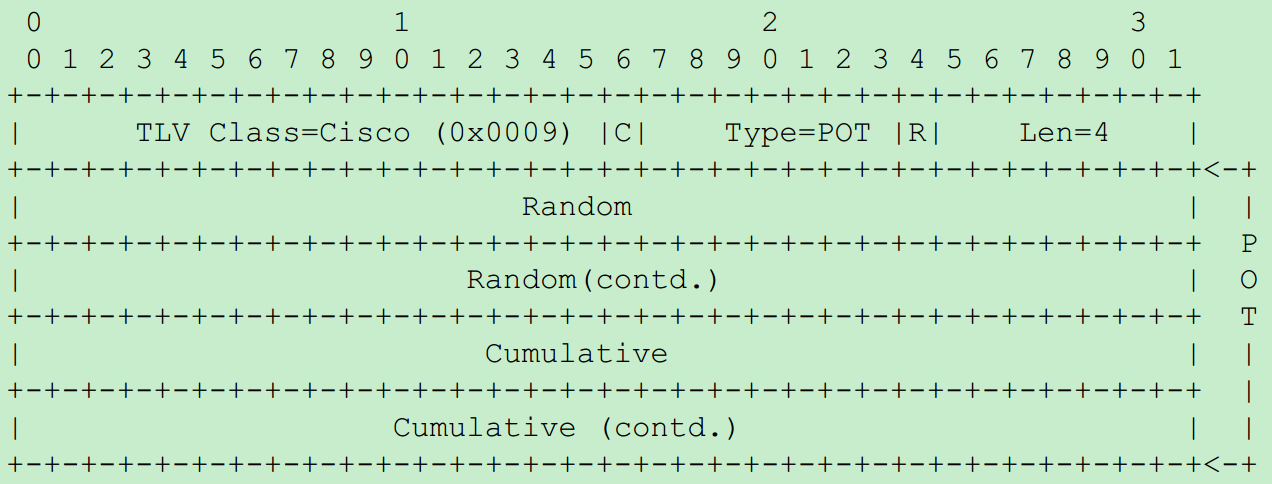 0                   1                   2                   3
 0 1 2 3 4 5 6 7 8 9 0 1 2 3 4 5 6 7 8 9 0 1 2 3 4 5 6 7 8 9 0 1
+-+-+-+-+-+-+-+-+-+-+-+-+-+-+-+-+-+-+-+-+-+-+-+-+-+-+-+-+-+-+-+-+
|      TLV Class=Cisco (0x0009) |C|    Type=POT |R|    Len=4    |
+-+-+-+-+-+-+-+-+-+-+-+-+-+-+-+-+-+-+-+-+-+-+-+-+-+-+-+-+-+-+-+-+<-+
|                           Random                              |  |
+-+-+-+-+-+-+-+-+-+-+-+-+-+-+-+-+-+-+-+-+-+-+-+-+-+-+-+-+-+-+-+-+  P
|                        Random(contd.)                         |  O
+-+-+-+-+-+-+-+-+-+-+-+-+-+-+-+-+-+-+-+-+-+-+-+-+-+-+-+-+-+-+-+-+  T
|                         Cumulative                            |  |
+-+-+-+-+-+-+-+-+-+-+-+-+-+-+-+-+-+-+-+-+-+-+-+-+-+-+-+-+-+-+-+-+  |
|                    Cumulative (contd.)                        |  |
+-+-+-+-+-+-+-+-+-+-+-+-+-+-+-+-+-+-+-+-+-+-+-+-+-+-+-+-+-+-+-+-+<-+